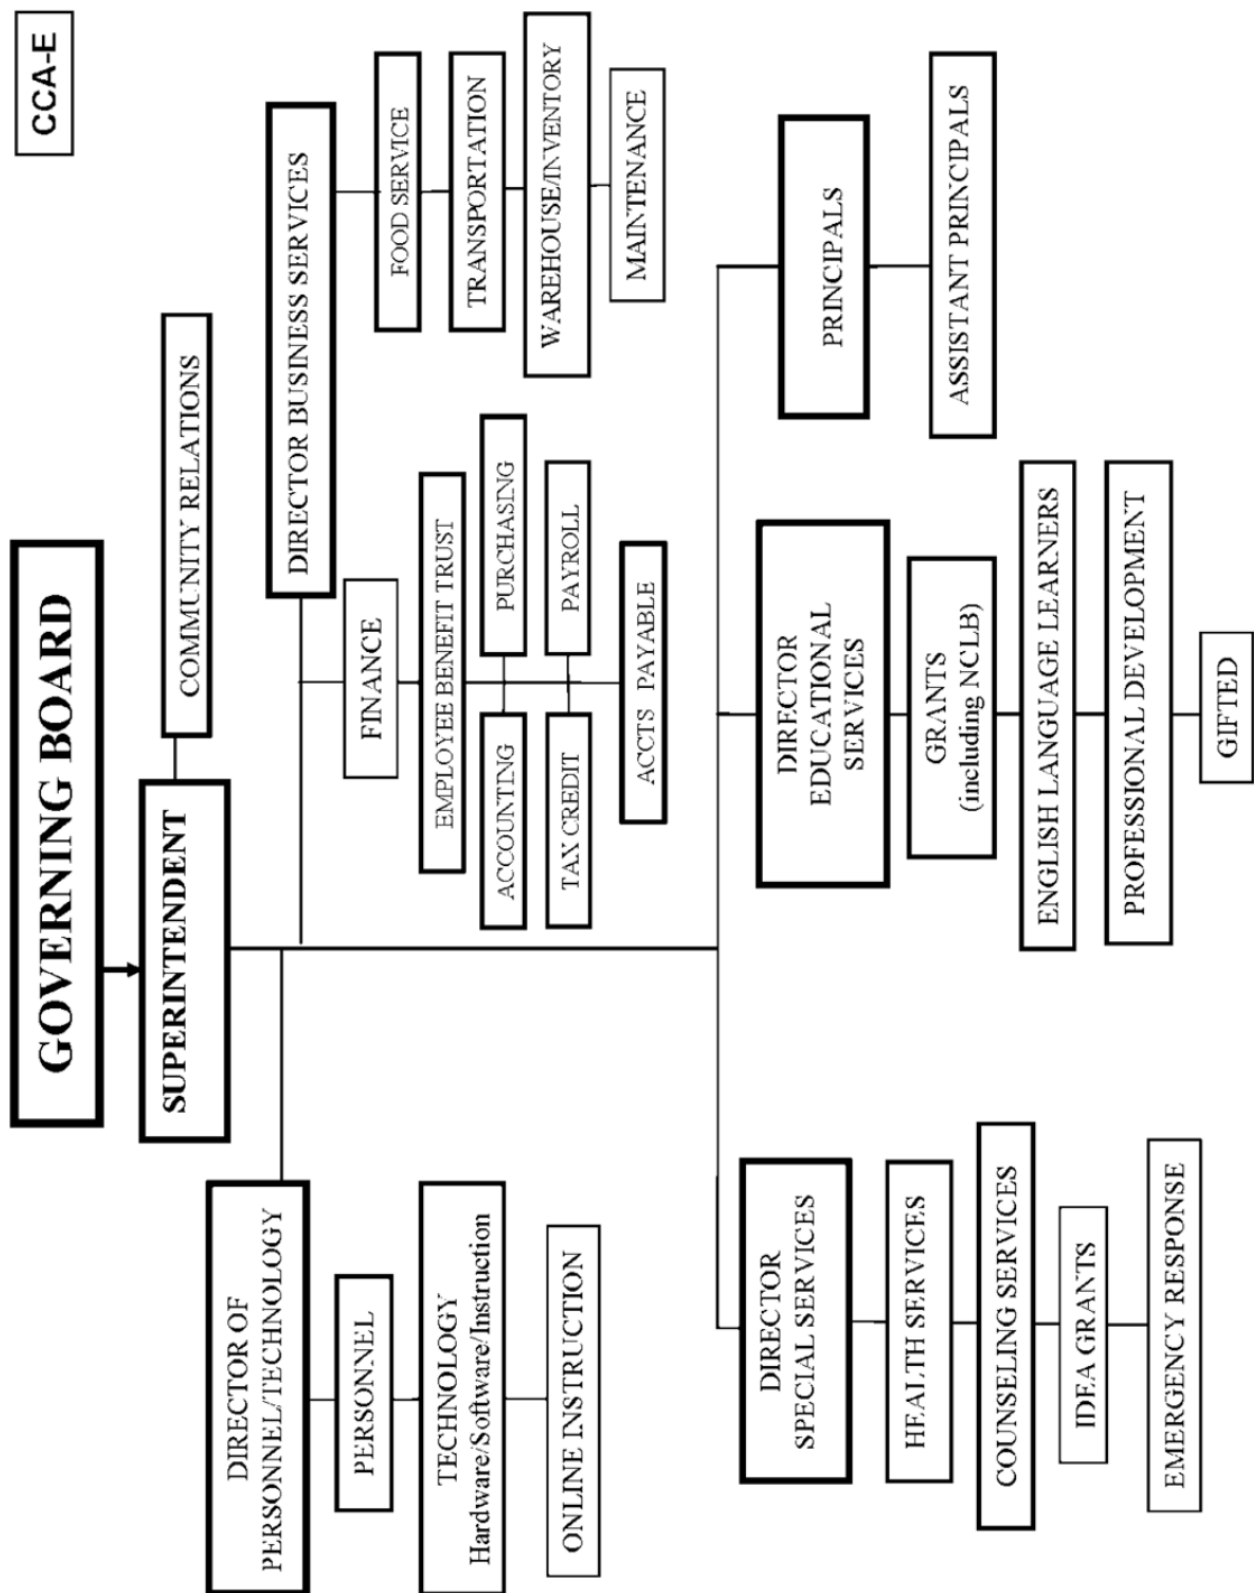 CCA-E
GOVERNING BOARD
SUPERINTENDENT
COMMUNITY RELATIONS
DIRECTOR OF
PERSONNEL/TECHNOLOGY
PERSONNEL
TECHNOLOGY
Hardware/Software/Instruction
ONLINE INSTRUCTION
DIRECTOR BUSINESS SERVICES
FINANCE
EMPLOYEE BENEFIT TRUST
ACCOUNTING
PURCHASING
TAX CREDIT
PAYROLL
ACCTS PAYABLE
FOOD SERVICE
TRANSPORTATION
WAREHOUSE/INVENTORY
MAINTENANCE
DIRECTOR
SPECIAL SERVICES
HEALTH SERVICES
COUNSELING SERVICES
IDEA GRANTS
EMERGENCY RESPONSE
DIRECTOR
EDUCATIONAL
SERVICES
GRANTS
(including NCLB)
ENGLISH LANGUAGE LEARNERS
PROFESSIONAL DEVELOPMENT
GIFTED
PRINCIPALS
ASSISTANT PRINCIPALS